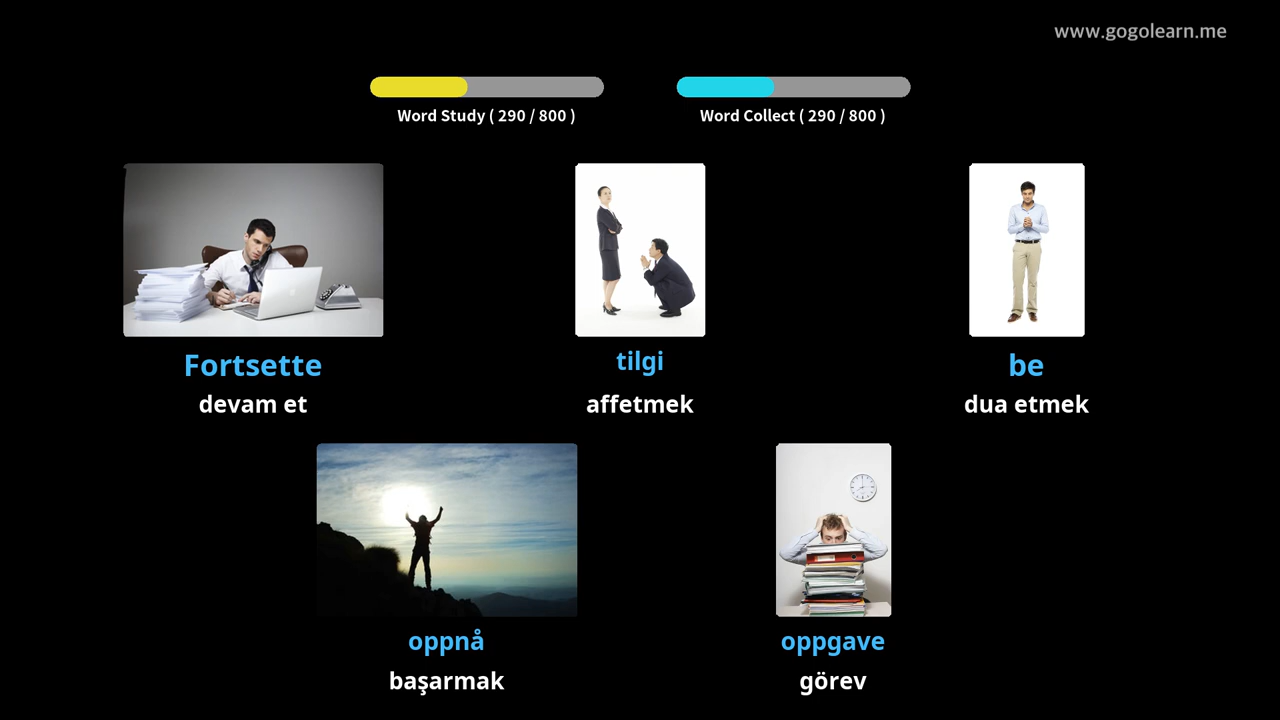 www.gogolearn.me
Word Study ( 290 / 800 )
Word Collect ( 290 / 800 )
Fortsette
tilgi
be
devam et
affetmek
dua etmek
oppnå
oppgave
başarmak
görev